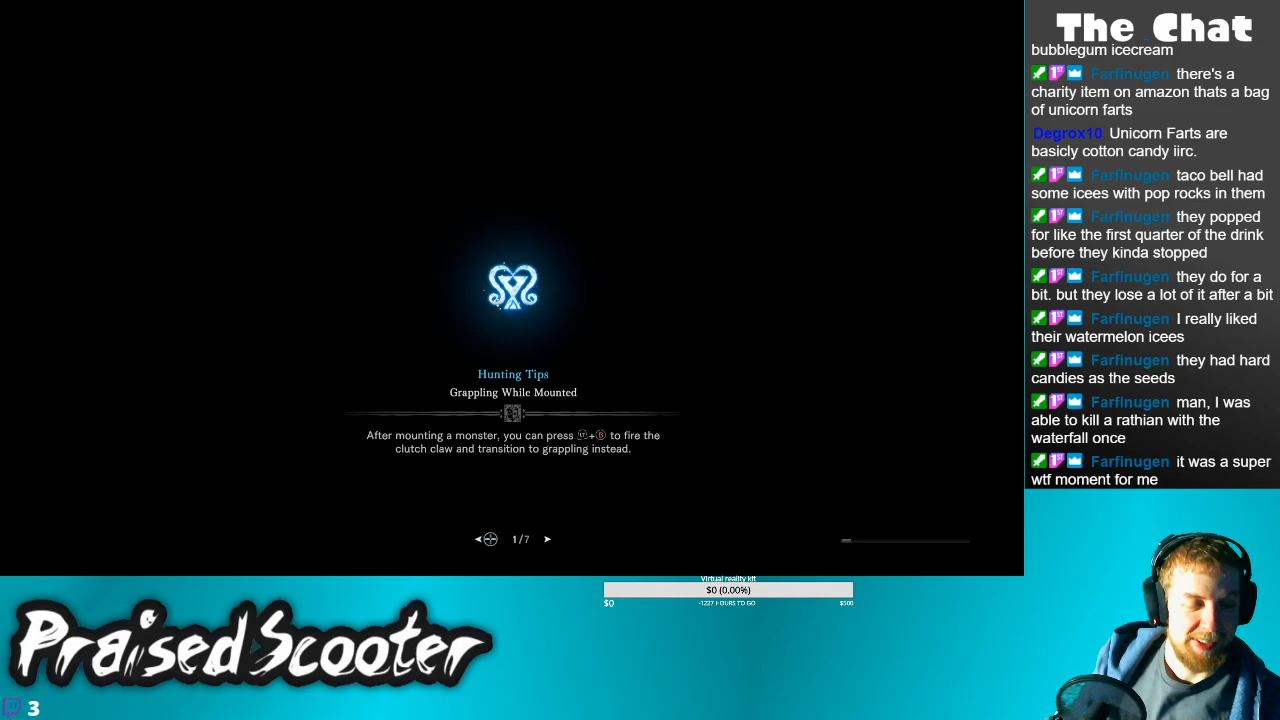 The Chat
bubblegum icecream
Farfinugen there's a
charity item on amazon thats a bag
of unicorn farts
Degrox10 Unicorn Farts are
basicly cotton candy iirc.
Farfinugen taco bell had
some icees with pop rocks in them
Farfinugen they popped
for like the first quarter of the drink
before they kinda stopped
Farfinugen they do for a
bit. but they lose a lot of it after a bit
Farfinugen I really liked
their watermelon icees
Farfinugen they had hard
candies as the seeds
Farfinugen man, I was
able to kill a rathian with the
waterfall once
Farfinugen it was a super
wtf moment for me
Hunting Tips
Grappling While Mounted
After mounting a monster, you can press LT+B to fire the
clutch claw and transition to grappling instead.
1/7
Virtual reality kit
$0 (0.00%)
$0 -1227 HOURS TO GO $500
PraisedScooter
3